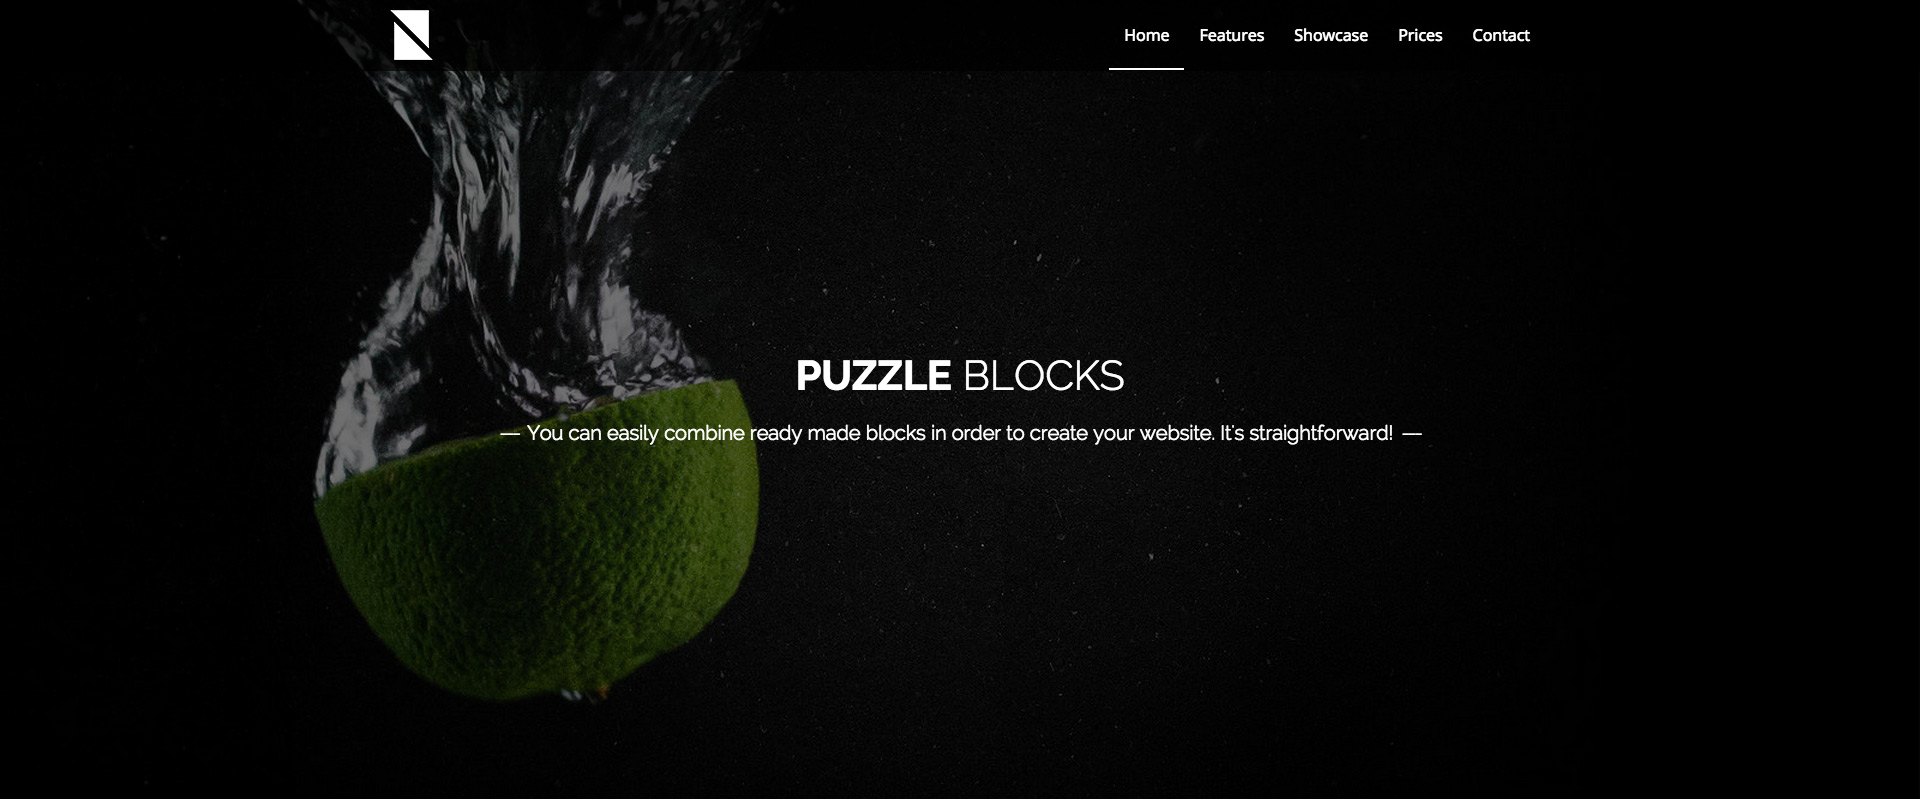 Home Features Showcase Prices Contact
PUZZLE BLOCKS
— You can easily combine ready made blocks in order to create your website. It's straightforward! —